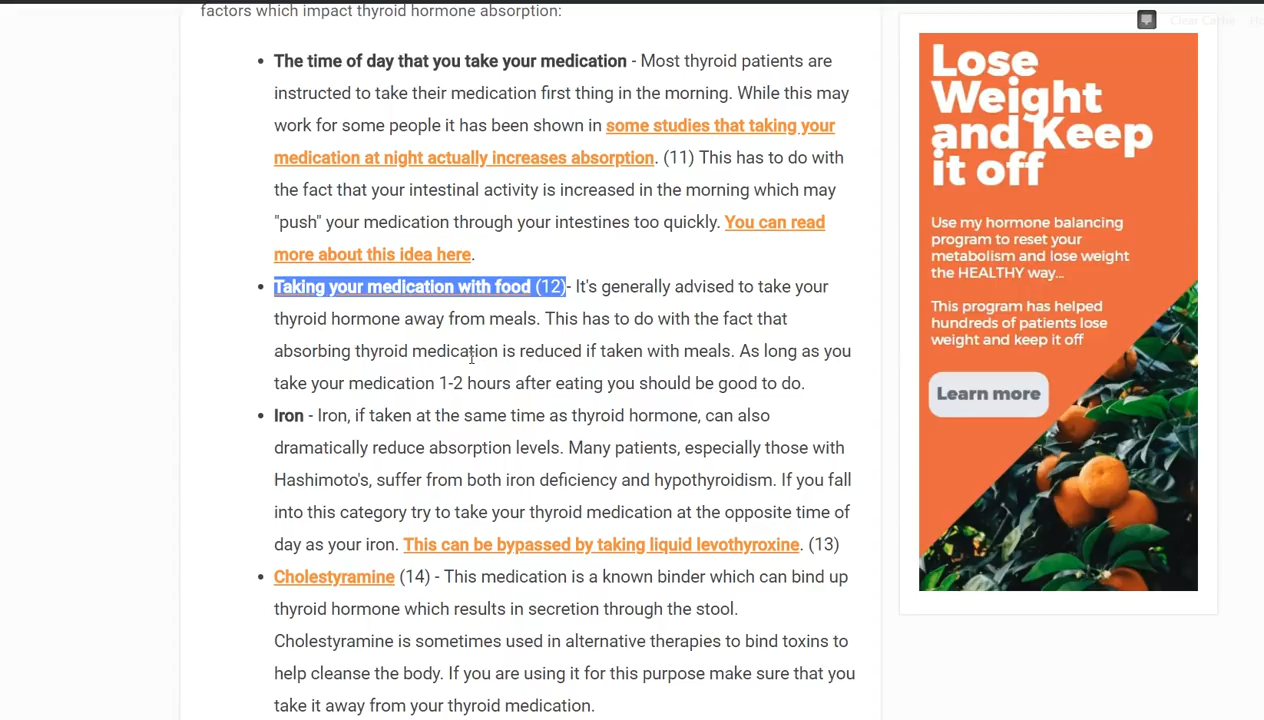 factors which impact thyroid hormone absorption:
Clear Cache
• The time of day that you take your medication - Most thyroid patients are
instructed to take their medication first thing in the morning. While this may
work for some people it has been shown in some studies that taking your
medication at night actually increases absorption. (11) This has to do with
the fact that your intestinal activity is increased in the morning which may
"push" your medication through your intestines too quickly. You can read
more about this idea here.
• Taking your medication with food (12)- It's generally advised to take your
thyroid hormone away from meals. This has to do with the fact that
absorbing thyroid medication is reduced if taken with meals. As long as you
take your medication 1-2 hours after eating you should be good to do.
• Iron - Iron, if taken at the same time as thyroid hormone, can also
dramatically reduce absorption levels. Many patients, especially those with
Hashimoto's, suffer from both iron deficiency and hypothyroidism. If you fall
into this category try to take your thyroid medication at the opposite time of
day as your iron. This can be bypassed by taking liquid levothyroxine. (13)
• Cholestyramine (14) - This medication is a known binder which can bind up
thyroid hormone which results in secretion through the stool.
Cholestyramine is sometimes used in alternative therapies to bind toxins to
help cleanse the body. If you are using it for this purpose make sure that you
take it away from your thyroid medication.
Lose
Weight
and Keep
it off
Use my hormone balancing
program to reset your
metabolism and lose weight
the HEALTHY way...
This program has helped
hundreds of patients lose
weight and keep it off
Learn more